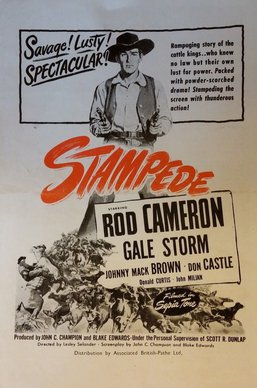 Savage! Lusty!
SPECTACULAR!
Rampaging story of the
cattle kings...who knew
no law but their own
lust for power. Packed
with powder-scorched
drama! Stampeding the
screen with thunderous
action!
STAMPEDE
STARRING
ROD CAMERON
GALE STORM
JOHNNY MACK BROWN · DON CASTLE
Donald CURTIS · John MILJAN
Filmed in
Sepia Tone
Produced by JOHN C. CHAMPION and BLAKE EDWARDS · Under the Personal Supervision of SCOTT R. DUNLAP
Directed by Lesley Selander · Screenplay by John C. Champion and Blake Edwards
Distribution by Associated British-Pathe Ltd.